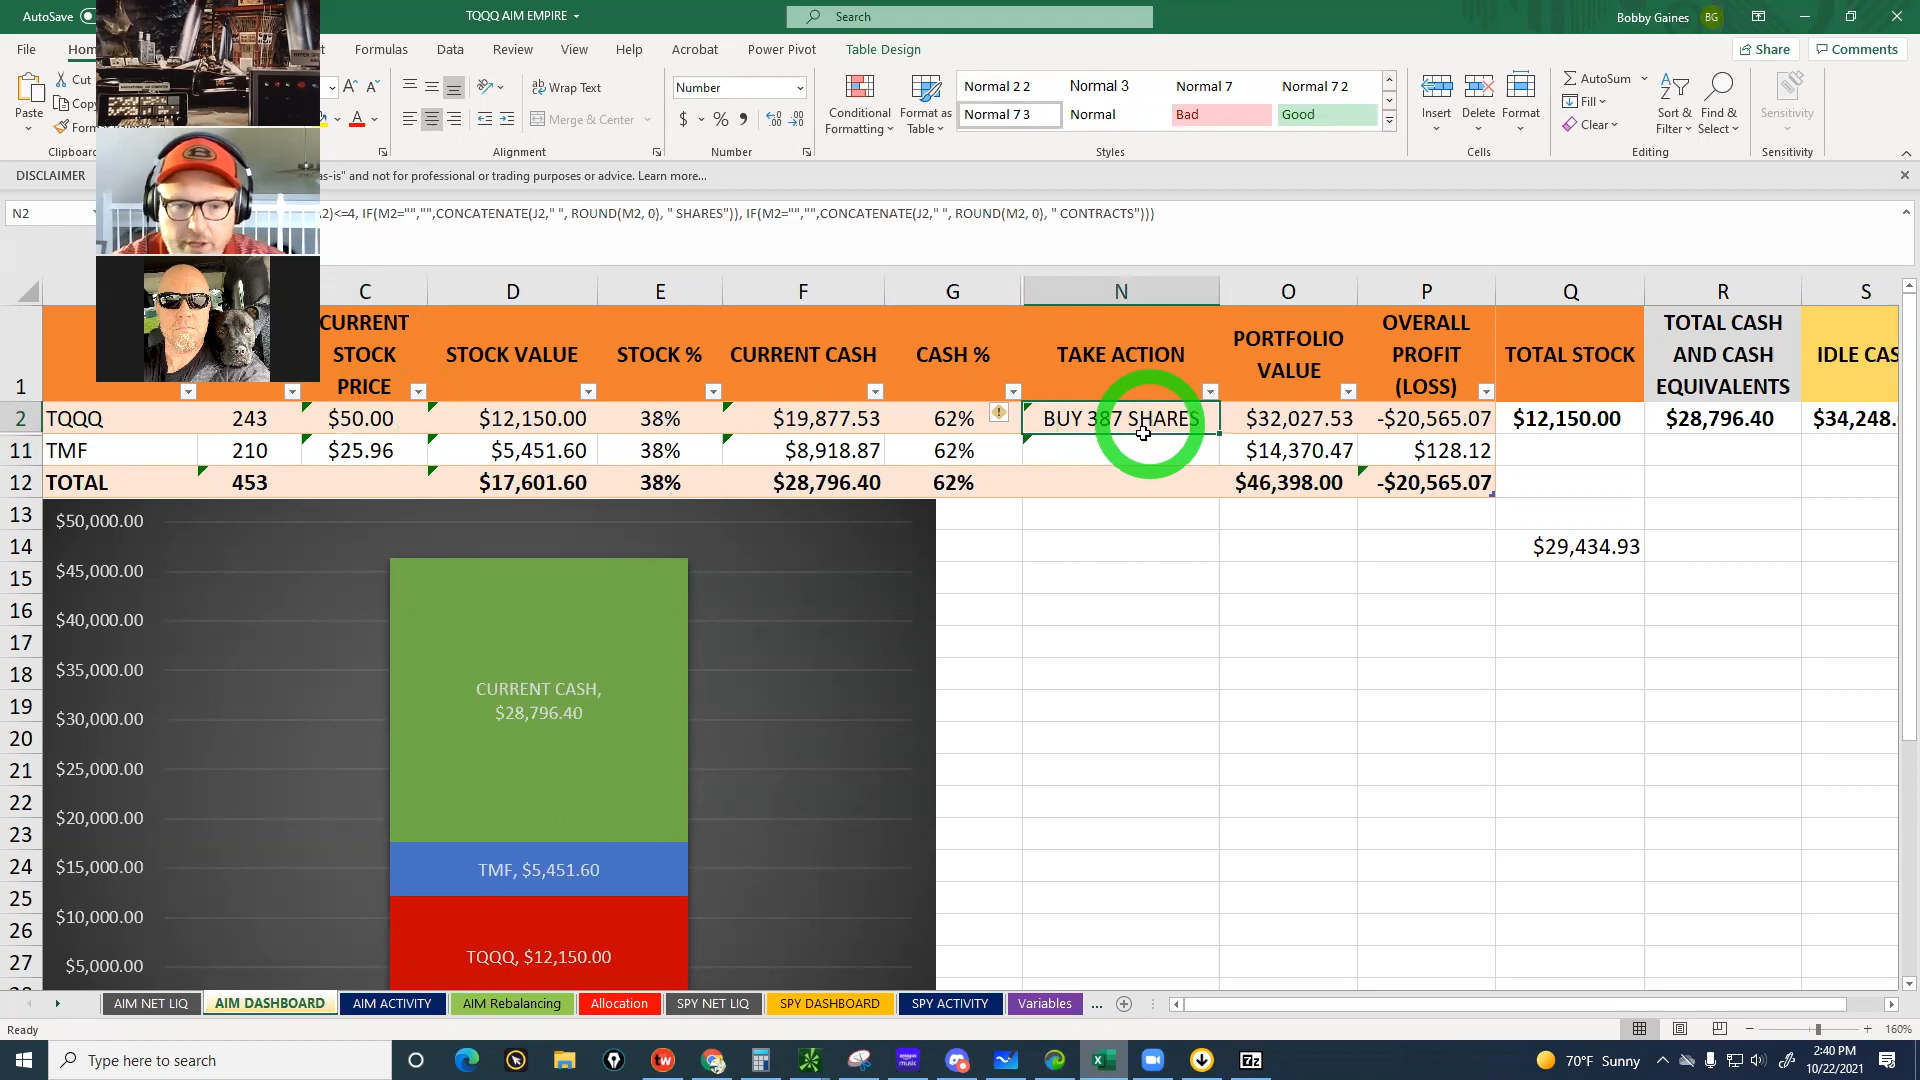 AutoSave
TQQQ AIM EMPIRE
Search
Bobby Gaines
BG
File
Hom
t
Formulas
Data
Review
View
Help
Acrobat
Power Pivot
Table Design
Share
Comments
Paste
Cut
Copy
Clipboard
Wrap Text
Merge & Center
Alignment
Number
Number
Conditional Formatting
Format as Table
Normal 2 2
Normal 3
Normal 7
Normal 7 2
Normal 7 3
Normal
Bad
Good
Styles
Insert
Delete
Format
Cells
AutoSum
Fill
Clear
Sort & Filter
Find & Select
Editing
Sensitivity
Sensitivity
DISCLAIMER
as-is" and not for professional or trading purposes or advice. Learn more...
N2
2)<=4, IF(M2="","",CONCATENATE(J2," ", ROUND(M2, 0), " SHARES")), IF(M2="","",CONCATENATE(J2," ", ROUND(M2, 0), " CONTRACTS")))
C D E F G N O P Q R S
1
CURRENT STOCK PRICE
STOCK VALUE
STOCK %
CURRENT CASH
CASH %
TAKE ACTION
PORTFOLIO VALUE
OVERALL PROFIT (LOSS)
TOTAL STOCK
TOTAL CASH AND CASH EQUIVALENTS
IDLE CAS
2 TQQQ 243 $50.00 $12,150.00 38% $19,877.53 62% BUY 387 SHARES $32,027.53 -$20,565.07 $12,150.00 $28,796.40 $34,248.
11 TMF 210 $25.96 $5,451.60 38% $8,918.87 62% $14,370.47 $128.12
12 TOTAL 453 $17,601.60 38% $28,796.40 62% $46,398.00 -$20,565.07
13
14 $29,434.93
15
16
17
18
19
20
21
22
23
24
25
26
27
$50,000.00
$45,000.00
$40,000.00
$35,000.00
$30,000.00
$25,000.00
$20,000.00
$15,000.00
$10,000.00
$5,000.00
CURRENT CASH,
$28,796.40
TMF, $5,451.60
TQQQ, $12,150.00
AIM NET LIQ
AIM DASHBOARD
AIM ACTIVITY
AIM Rebalancing
Allocation
SPY NET LIQ
SPY DASHBOARD
SPY ACTIVITY
Variables
...
Ready
160%
Type here to search
70°F Sunny
2:40 PM
10/22/2021